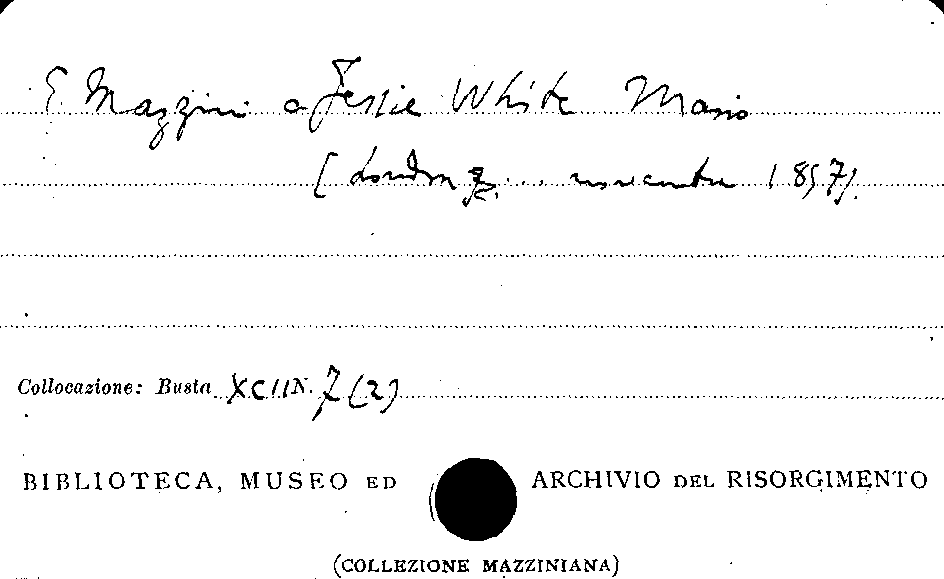 G. Mazzini a Jessie White Mario
[Londra, ... novembre 1857].
Collocazione: Busta XCII N. 7 (2)
BIBLIOTECA, MUSEO ED ARCHIVIO DEL RISORGIMENTO
(COLLEZIONE MAZZINIANA)